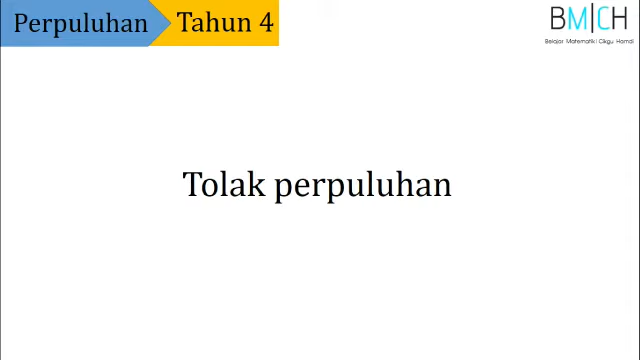 Perpuluhan
Tahun 4
BM|CH
Belajar Matematik Cikgu Hamdi
Tolak perpuluhan